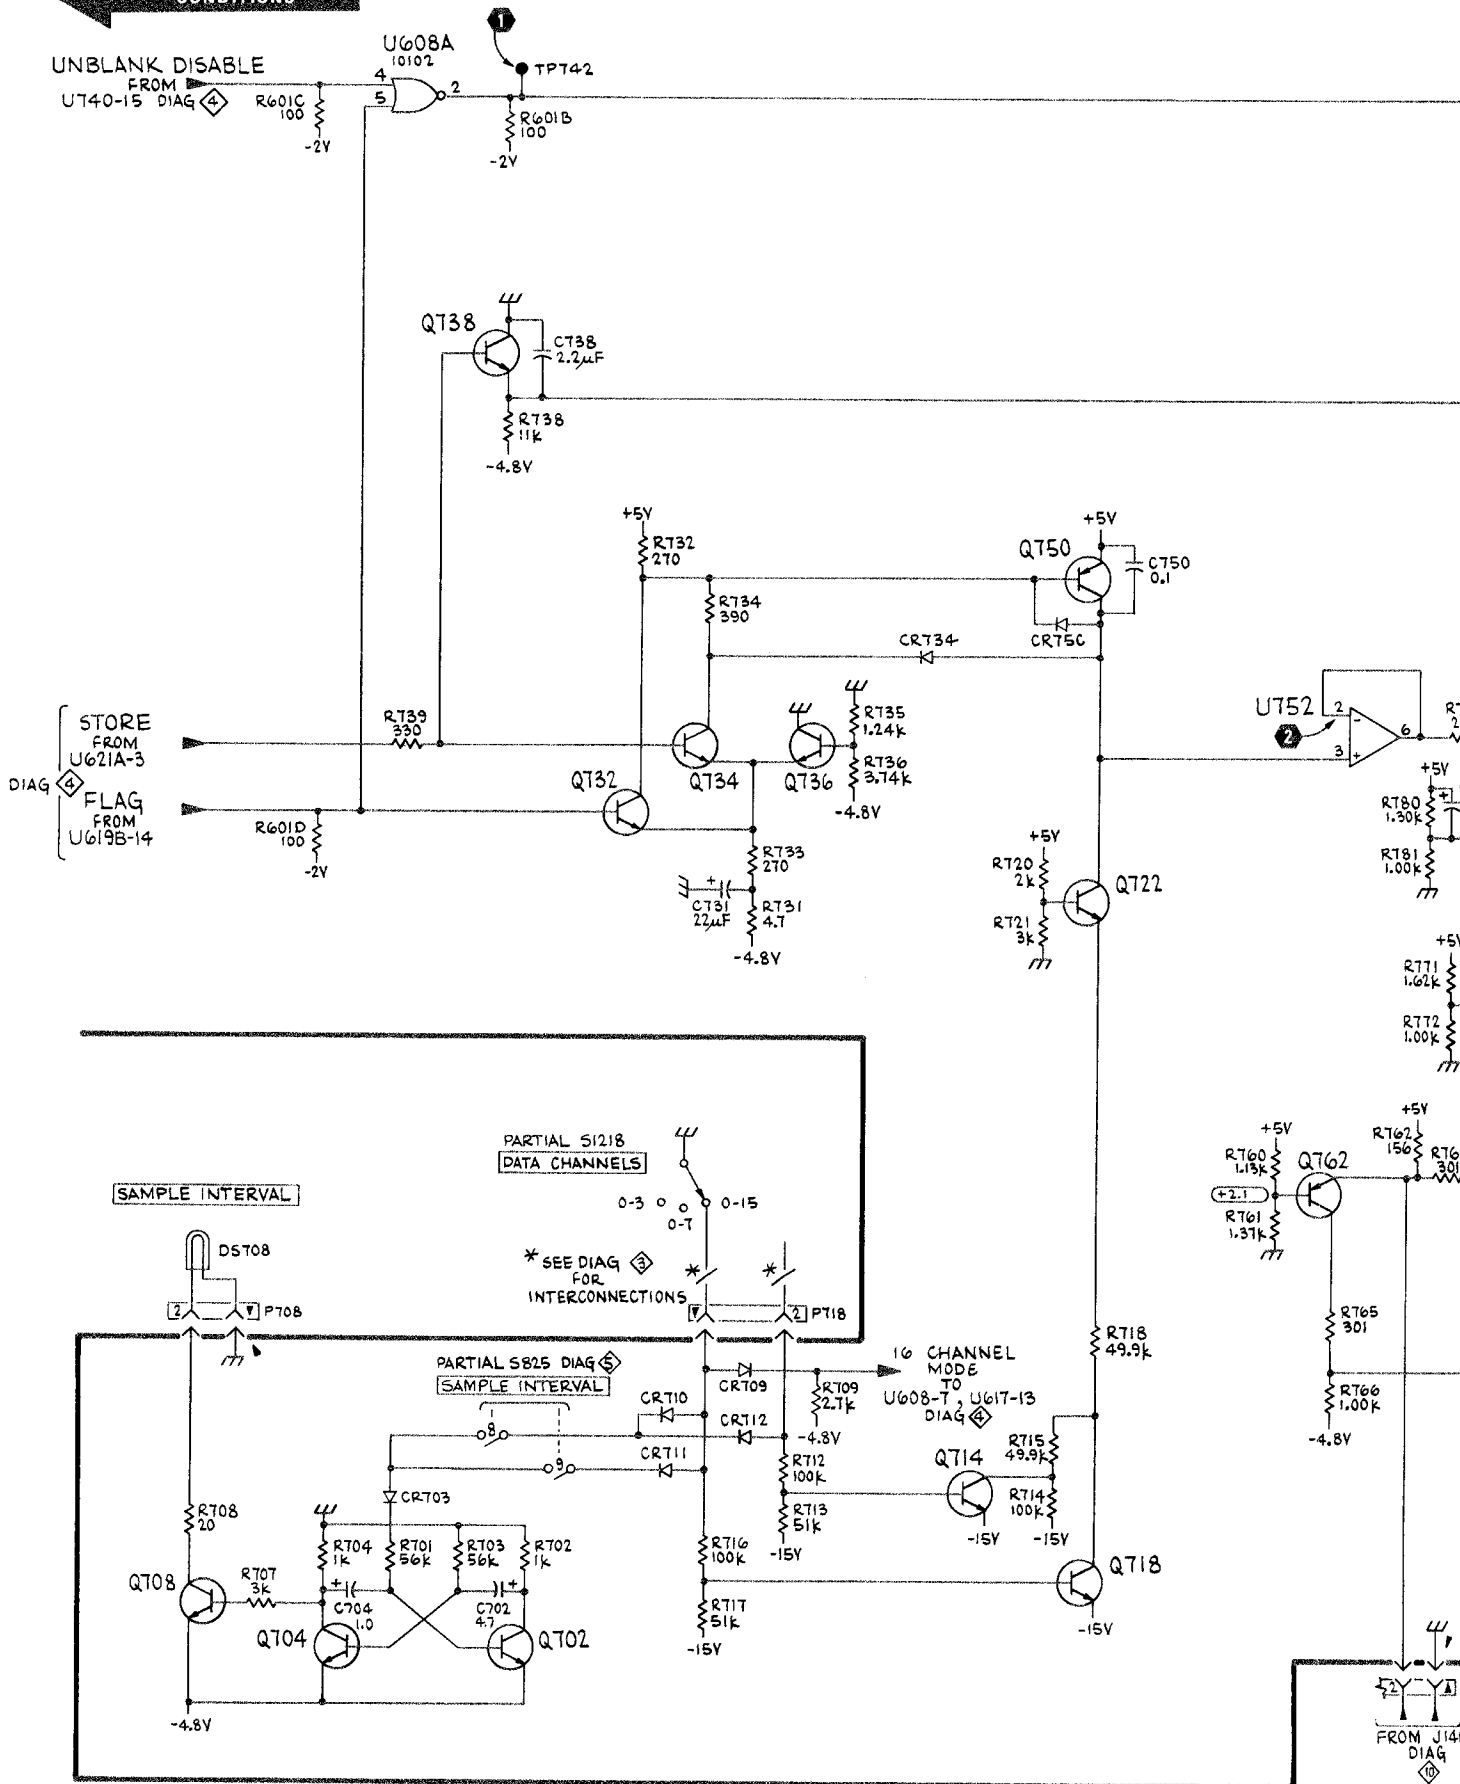 CONDITIONS
1
U608A
10102
UNBLANK DISABLE
FROM
U740-15 DIAG 4
4
5
2
TP742
R601C
100
-2V
R601B
100
-2V
Q738
C738
2.2µF
R738
11K
-4.8V
+5V
R732
270
R734
390
Q750
+5V
C750
0.1
CR75C
CR734
STORE
FROM
U621A-3
DIAG 4
FLAG
FROM
U619B-14
R739
330
Q732
Q734
Q736
R735
1.24K
R736
3.74K
-4.8V
R601D
100
-2V
R733
270
C731
22µF
+
R731
4.7
-4.8V
U752
2
2
3
-
+
6
+5V
R780
1.30K
+
R781
1.00K
+5V
R720
2K
R721
3K
Q722
+5V
R771
1.62K
R772
1.00K
PARTIAL S1218
DATA CHANNELS
SAMPLE INTERVAL
0-3
0-7
0-15
DS708
* SEE DIAG 3
FOR
INTERCONNECTIONS
*
*
2
P708
2
P718
+5V
R760
1.13K
+2.1
R761
1.37K
Q762
+5V
R762
156
301
R765
301
R766
1.00K
-4.8V
R718
49.9K
PARTIAL S825 DIAG 5
SAMPLE INTERVAL
CR709
R709
2.7K
-4.8V
16 CHANNEL
MODE
TO
U608-7, U617-13
DIAG 4
CR710
CR712
CR711
8
9
R712
100K
R713
51K
-15V
Q714
-15V
R715
49.9K
R714
100K
-15V
CR703
R708
20
R704
1K
R701
56K
R703
56K
R702
1K
R716
100K
R717
51K
-15V
Q718
-15V
Q708
R707
3K
+
C704
1.0
C702
4.7
+
Q704
Q702
-4.8V
2
FROM J14
DIAG
10